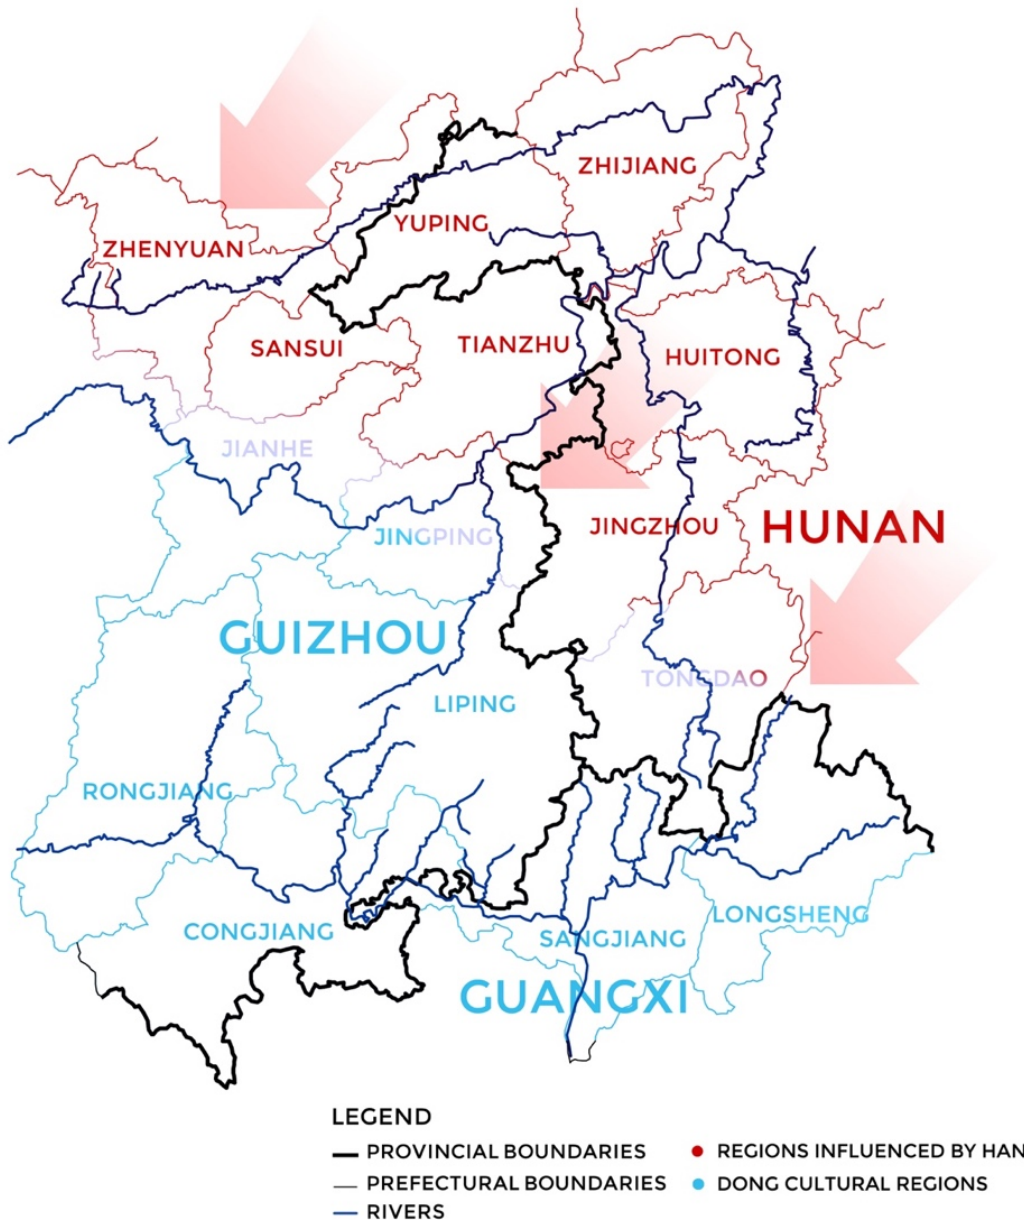 ZHIJIANG
YUPING
ZHENYUAN
SANSUI
TIANZHU
HUITONG
JIANHE
JINGPING
JINGZHOU
HUNAN
GUIZHOU
TONGDAO
LIPING
RONGJIANG
CONGJIANG
SANGJIANG
LONGSHENG
GUANGXI
LEGEND
PROVINCIAL BOUNDARIES
REGIONS INFLUENCED BY HAN
PREFECTURAL BOUNDARIES
DONG CULTURAL REGIONS
RIVERS